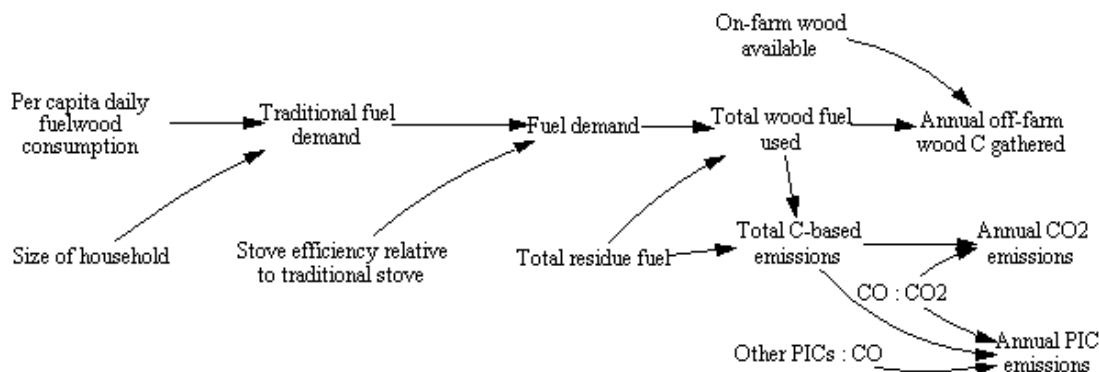 On-farm wood
available
Per capita daily
fuelwood
consumption
Traditional fuel
demand
Fuel demand
Total wood fuel
used
Annual off-farm
wood C gathered
Size of household
Stove efficiency relative
to traditional stove
Total residue fuel
Total C-based
emissions
Annual CO2
emissions
CO : CO2
Other PICs : CO
Annual PIC
emissions